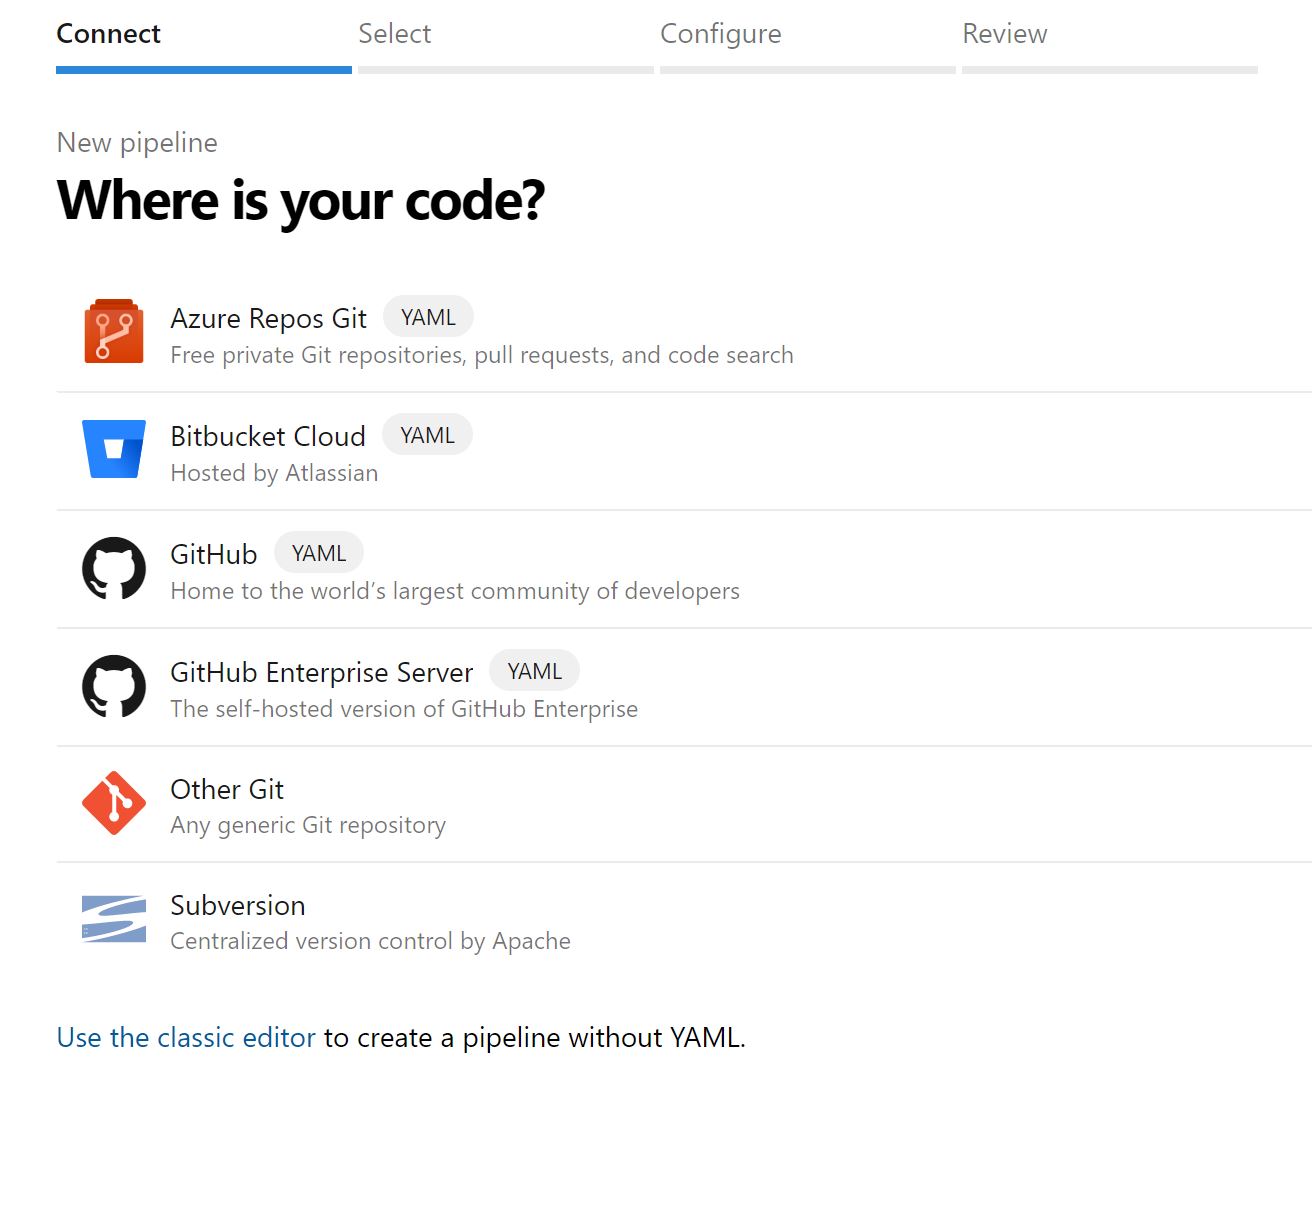 Connect Select Configure Review
New pipeline
Where is your code?
Azure Repos Git YAML
Free private Git repositories, pull requests, and code search
Bitbucket Cloud YAML
Hosted by Atlassian
GitHub YAML
Home to the world’s largest community of developers
GitHub Enterprise Server YAML
The self-hosted version of GitHub Enterprise
Other Git
Any generic Git repository
Subversion
Centralized version control by Apache
Use the classic editor to create a pipeline without YAML.